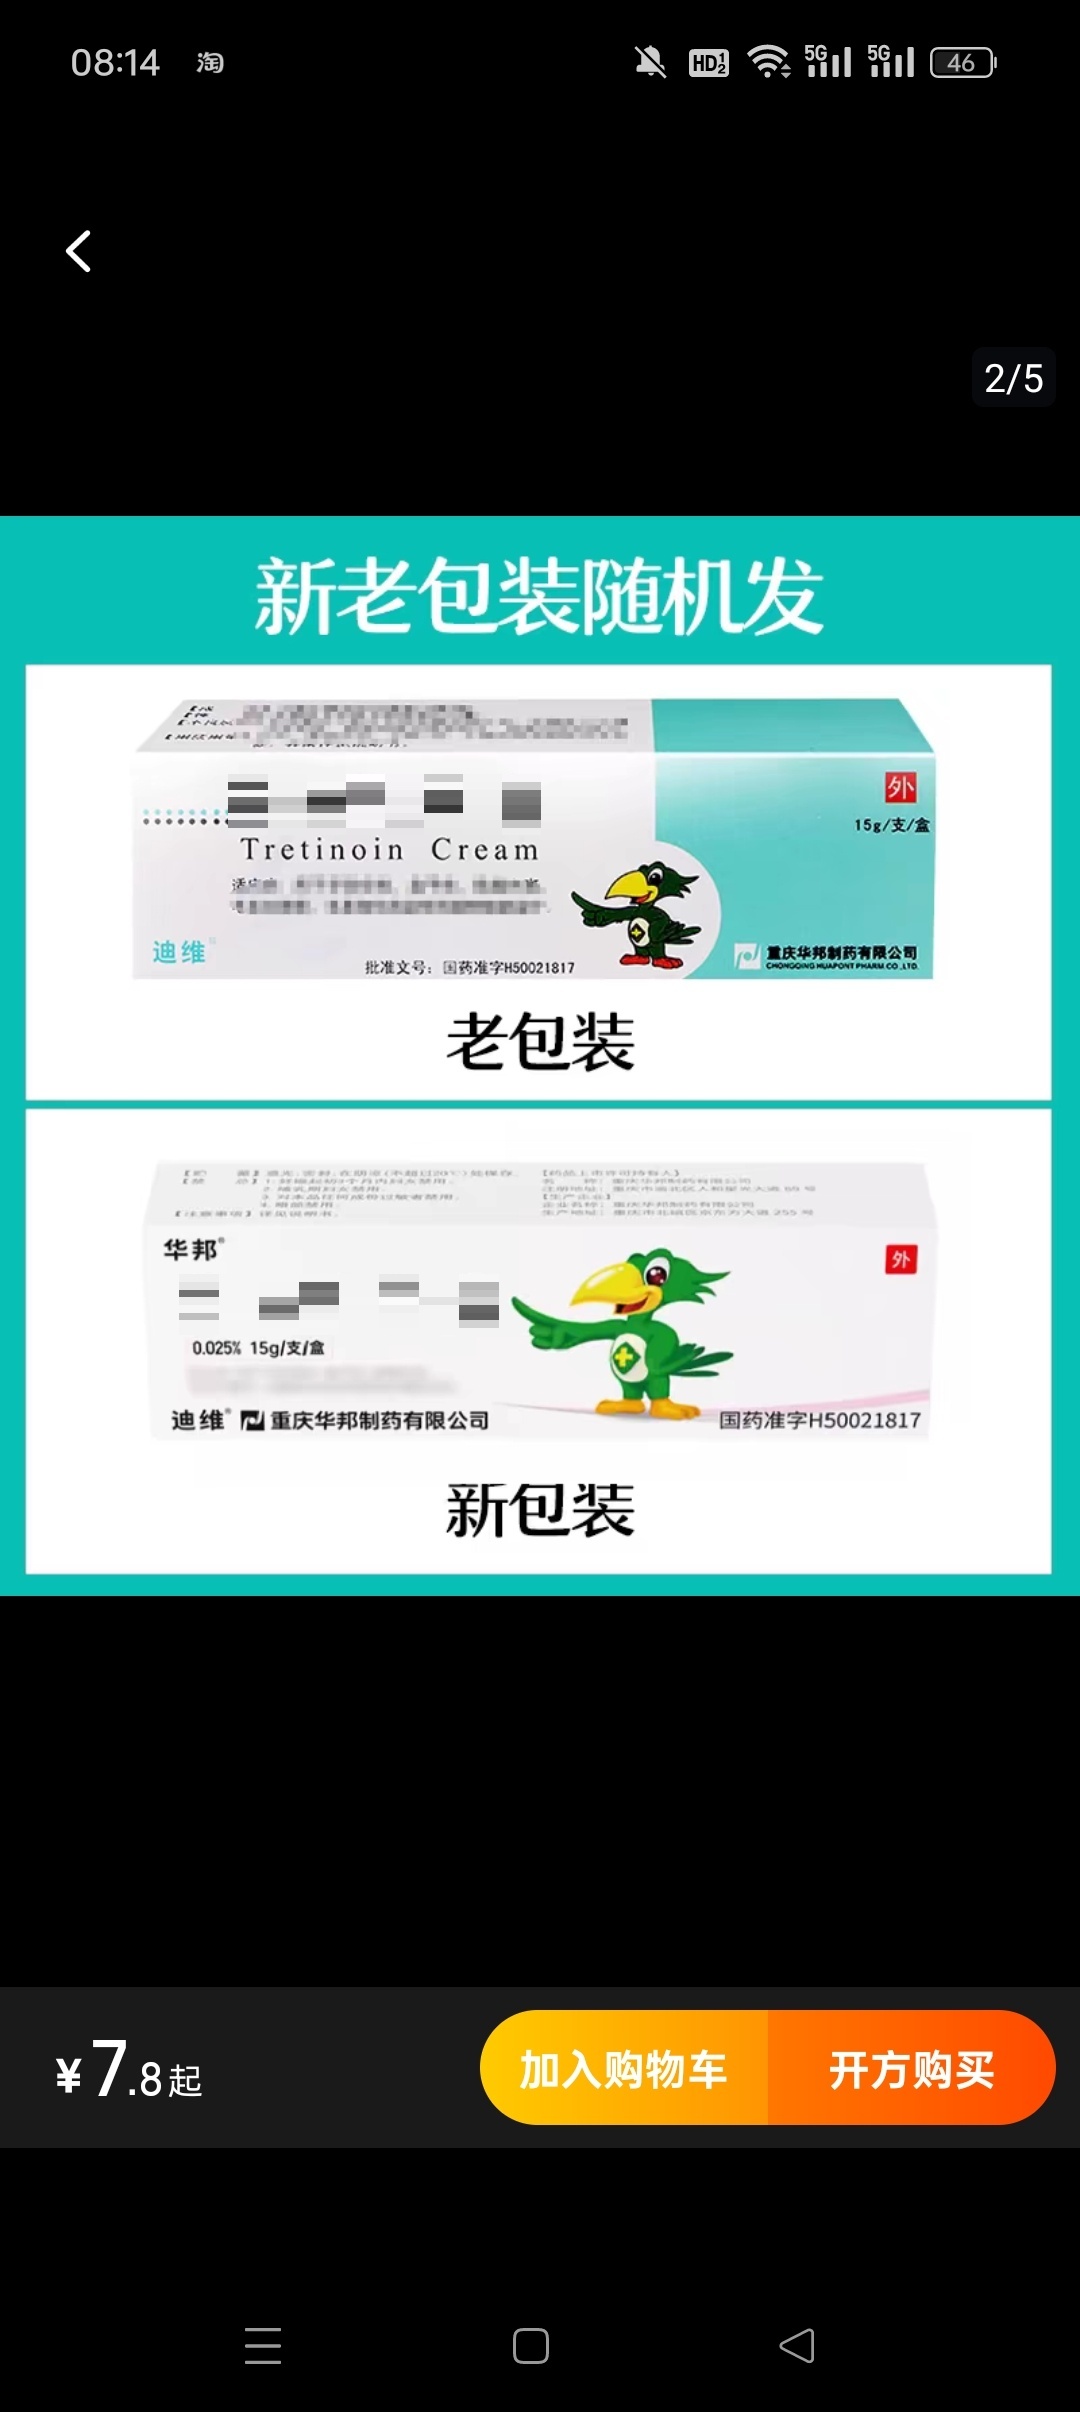 08:14 淘 HD 1 2 5G 5G 46
2/5
新老包装随机发
Tretinoin Cream
外
15g/支/盒
迪维
批准文号：国药准字H50021817
重庆华邦制药有限公司
CHONGQING HUAPONT PHARM CO.,LTD.
老包装
华邦®
外
0.025% 15g/支/盒
迪维® 重庆华邦制药有限公司
国药准字H50021817
新包装
¥7.8起
加入购物车
开方购买